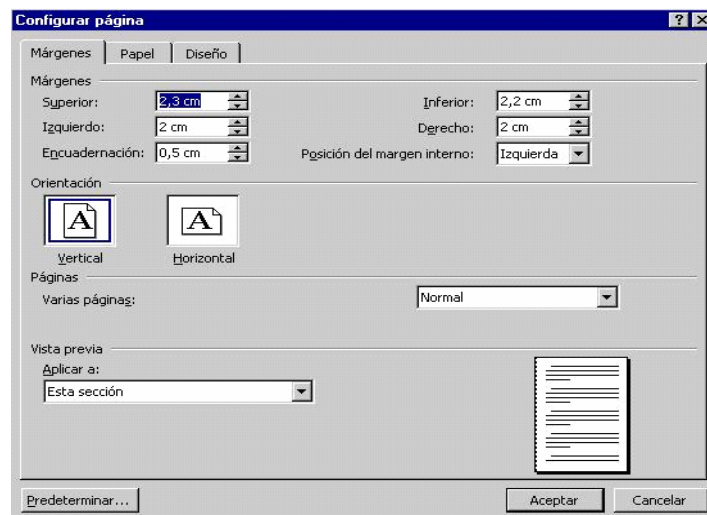 Configurar página
Márgenes Papel Diseño
Márgenes
Superior: 2,3 cm Inferior: 2,2 cm
Izquierdo: 2 cm Derecho: 2 cm
Encuadernación: 0,5 cm Posición del margen interno: Izquierda
Orientación
A A
Vertical Horizontal
Páginas
Varias páginas: Normal
Vista previa
Aplicar a:
Esta sección
Predeterminar... Aceptar Cancelar